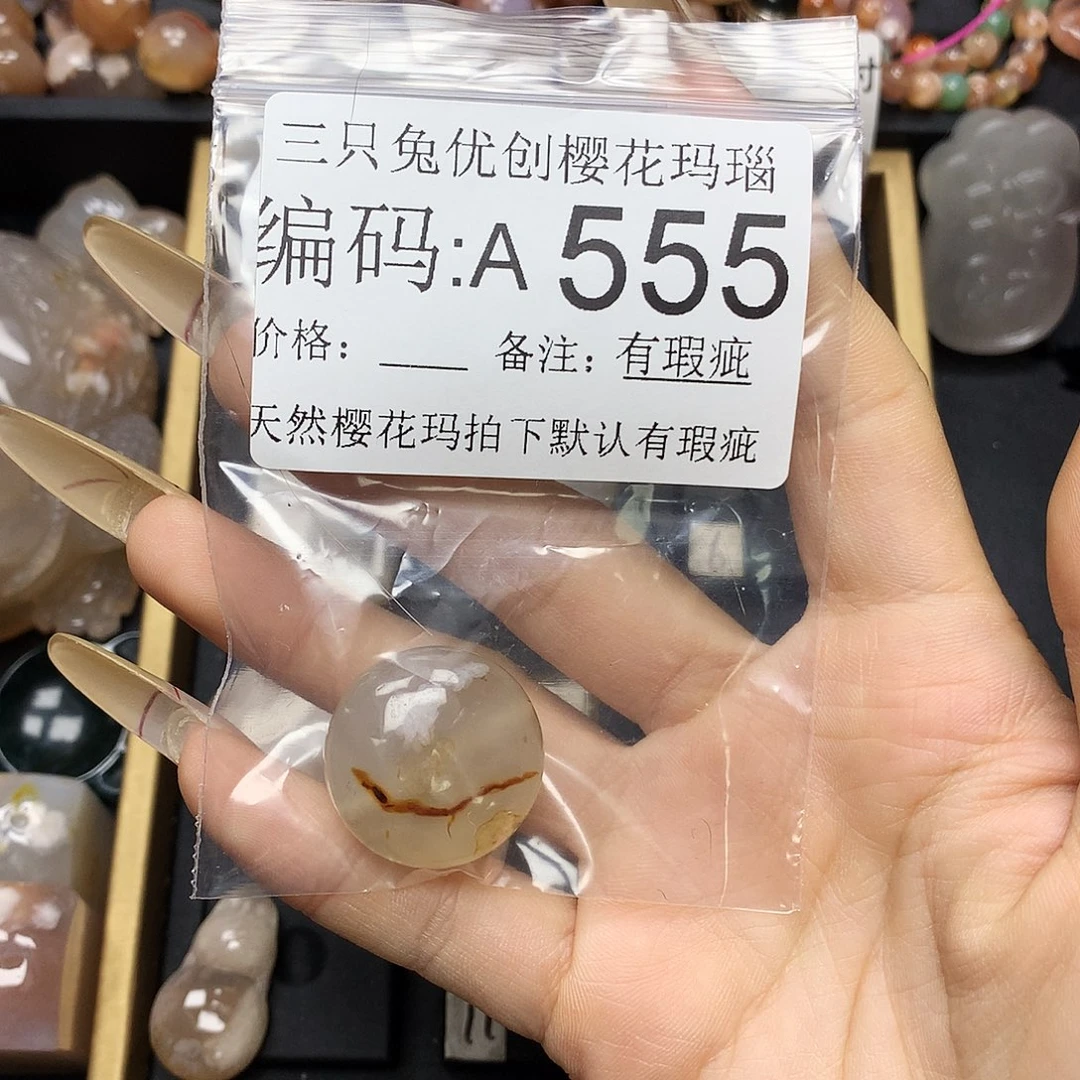 三只兔优创樱花玛瑙
编码:A 555
价格：____ 备注：有瑕疵
天然樱花玛拍下默认有瑕疵